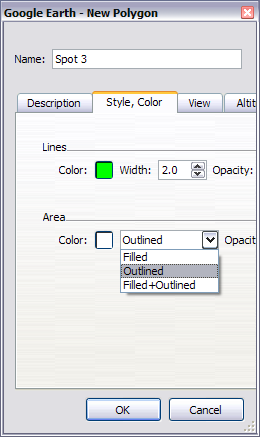 Google Earth - New Polygon
Name: Spot 3
Description Style, Color View Altit
Lines
Color: Width: 2.0 Opacity:
Area
Color: Outlined Opacit
Filled
Outlined
Filled+Outlined
OK Cancel